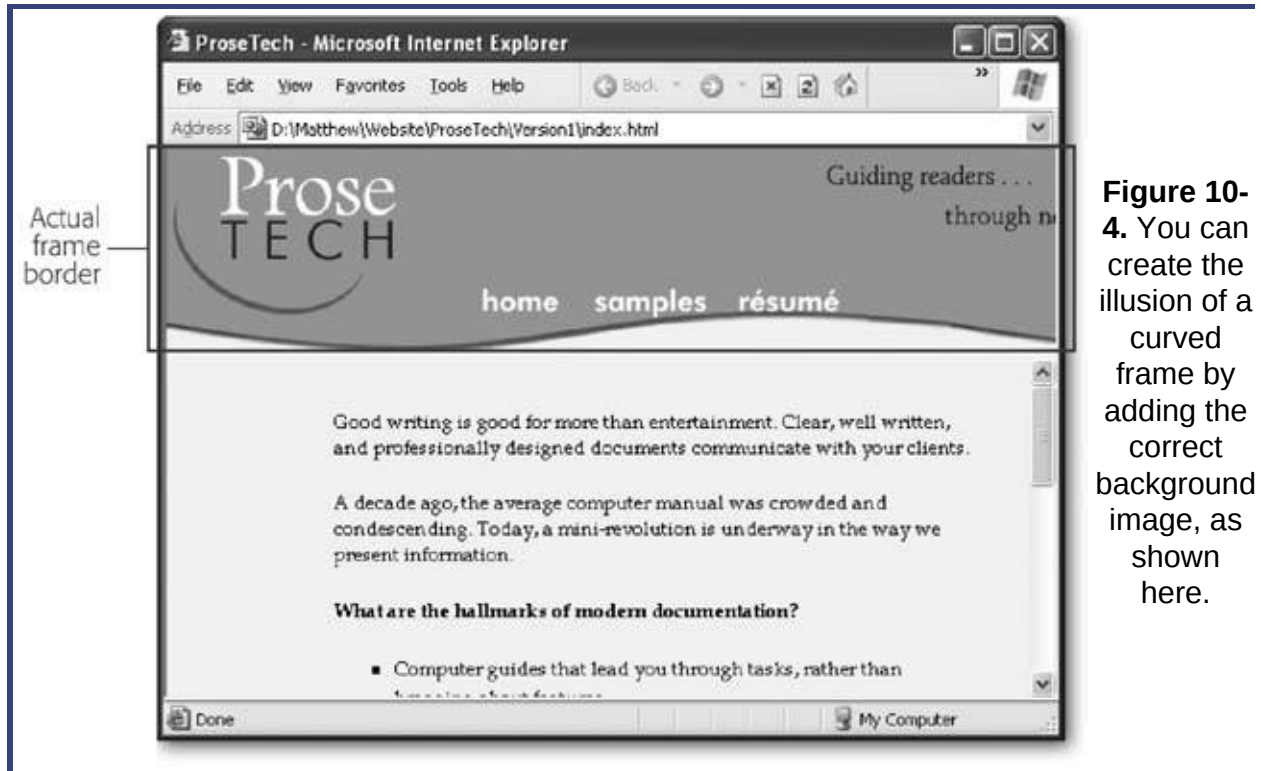 ProseTech - Microsoft Internet Explorer
File Edit View Favorites Tools Help Back »
Address D:\Matthew\Website\ProseTech\Version1\index.html
Prose
TECH
Guiding readers . . .
through
home samples résumé
Actual
frame
border
Good writing is good for more than entertainment. Clear, well written,
and professionally designed documents communicate with your clients.
A decade ago, the average computer manual was crowded and
condescending. Today, a mini-revolution is underway in the way we
present information.
What are the hallmarks of modern documentation?
▪ Computer guides that lead you through tasks, rather than
Done My Computer
Figure 10-
4. You can
create the
illusion of a
curved
frame by
adding the
correct
background
image, as
shown
here.